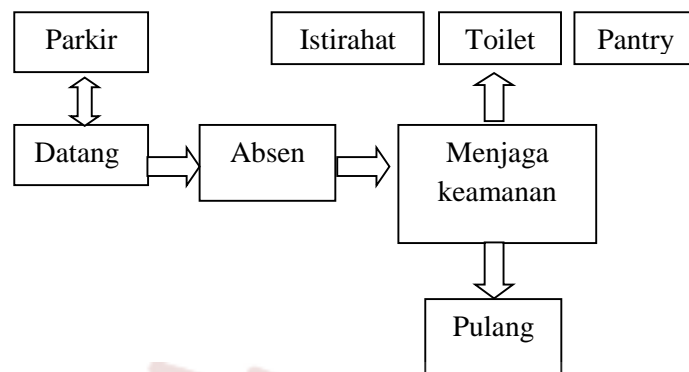 Parkir
Istirahat
Toilet
Pantry
Datang
Absen
Menjaga
keamanan
Pulang